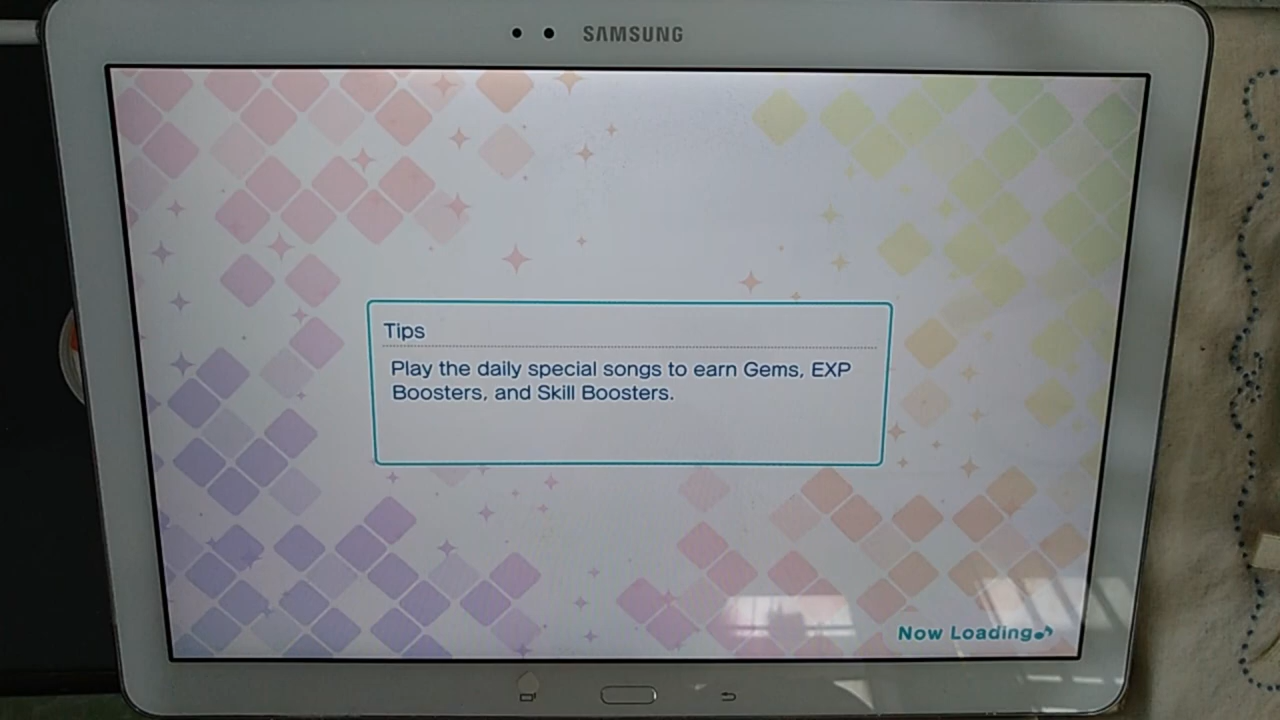 SAMSUNG
Tips
Play the daily special songs to earn Gems, EXP
Boosters, and Skill Boosters.
Now Loading